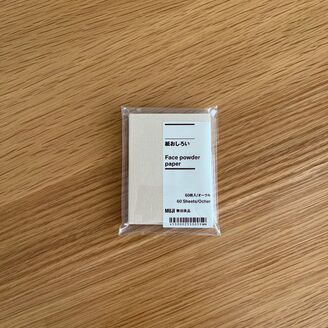 紙おしろい
Face powder
paper
60枚入/オークル
60 Sheets/Ocher
MUJI 無印良品